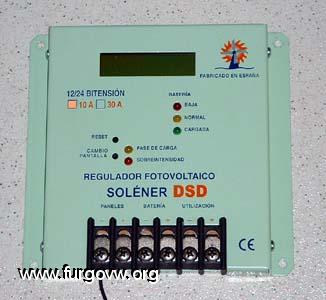 FABRICADO EN ESPAÑA
12/24 BITENSIÓN
10 A 30 A
BATERÍA
BAJA
NORMAL
CARGADA
RESET
CAMBIO
PANTALLA
FASE DE CARGA
SOBREINTENSIDAD
REGULADOR FOTOVOLTAICO
SOLÉNER DSD
PANELES BATERÍA UTILIZACIÓN
CE
www.furgovw.org